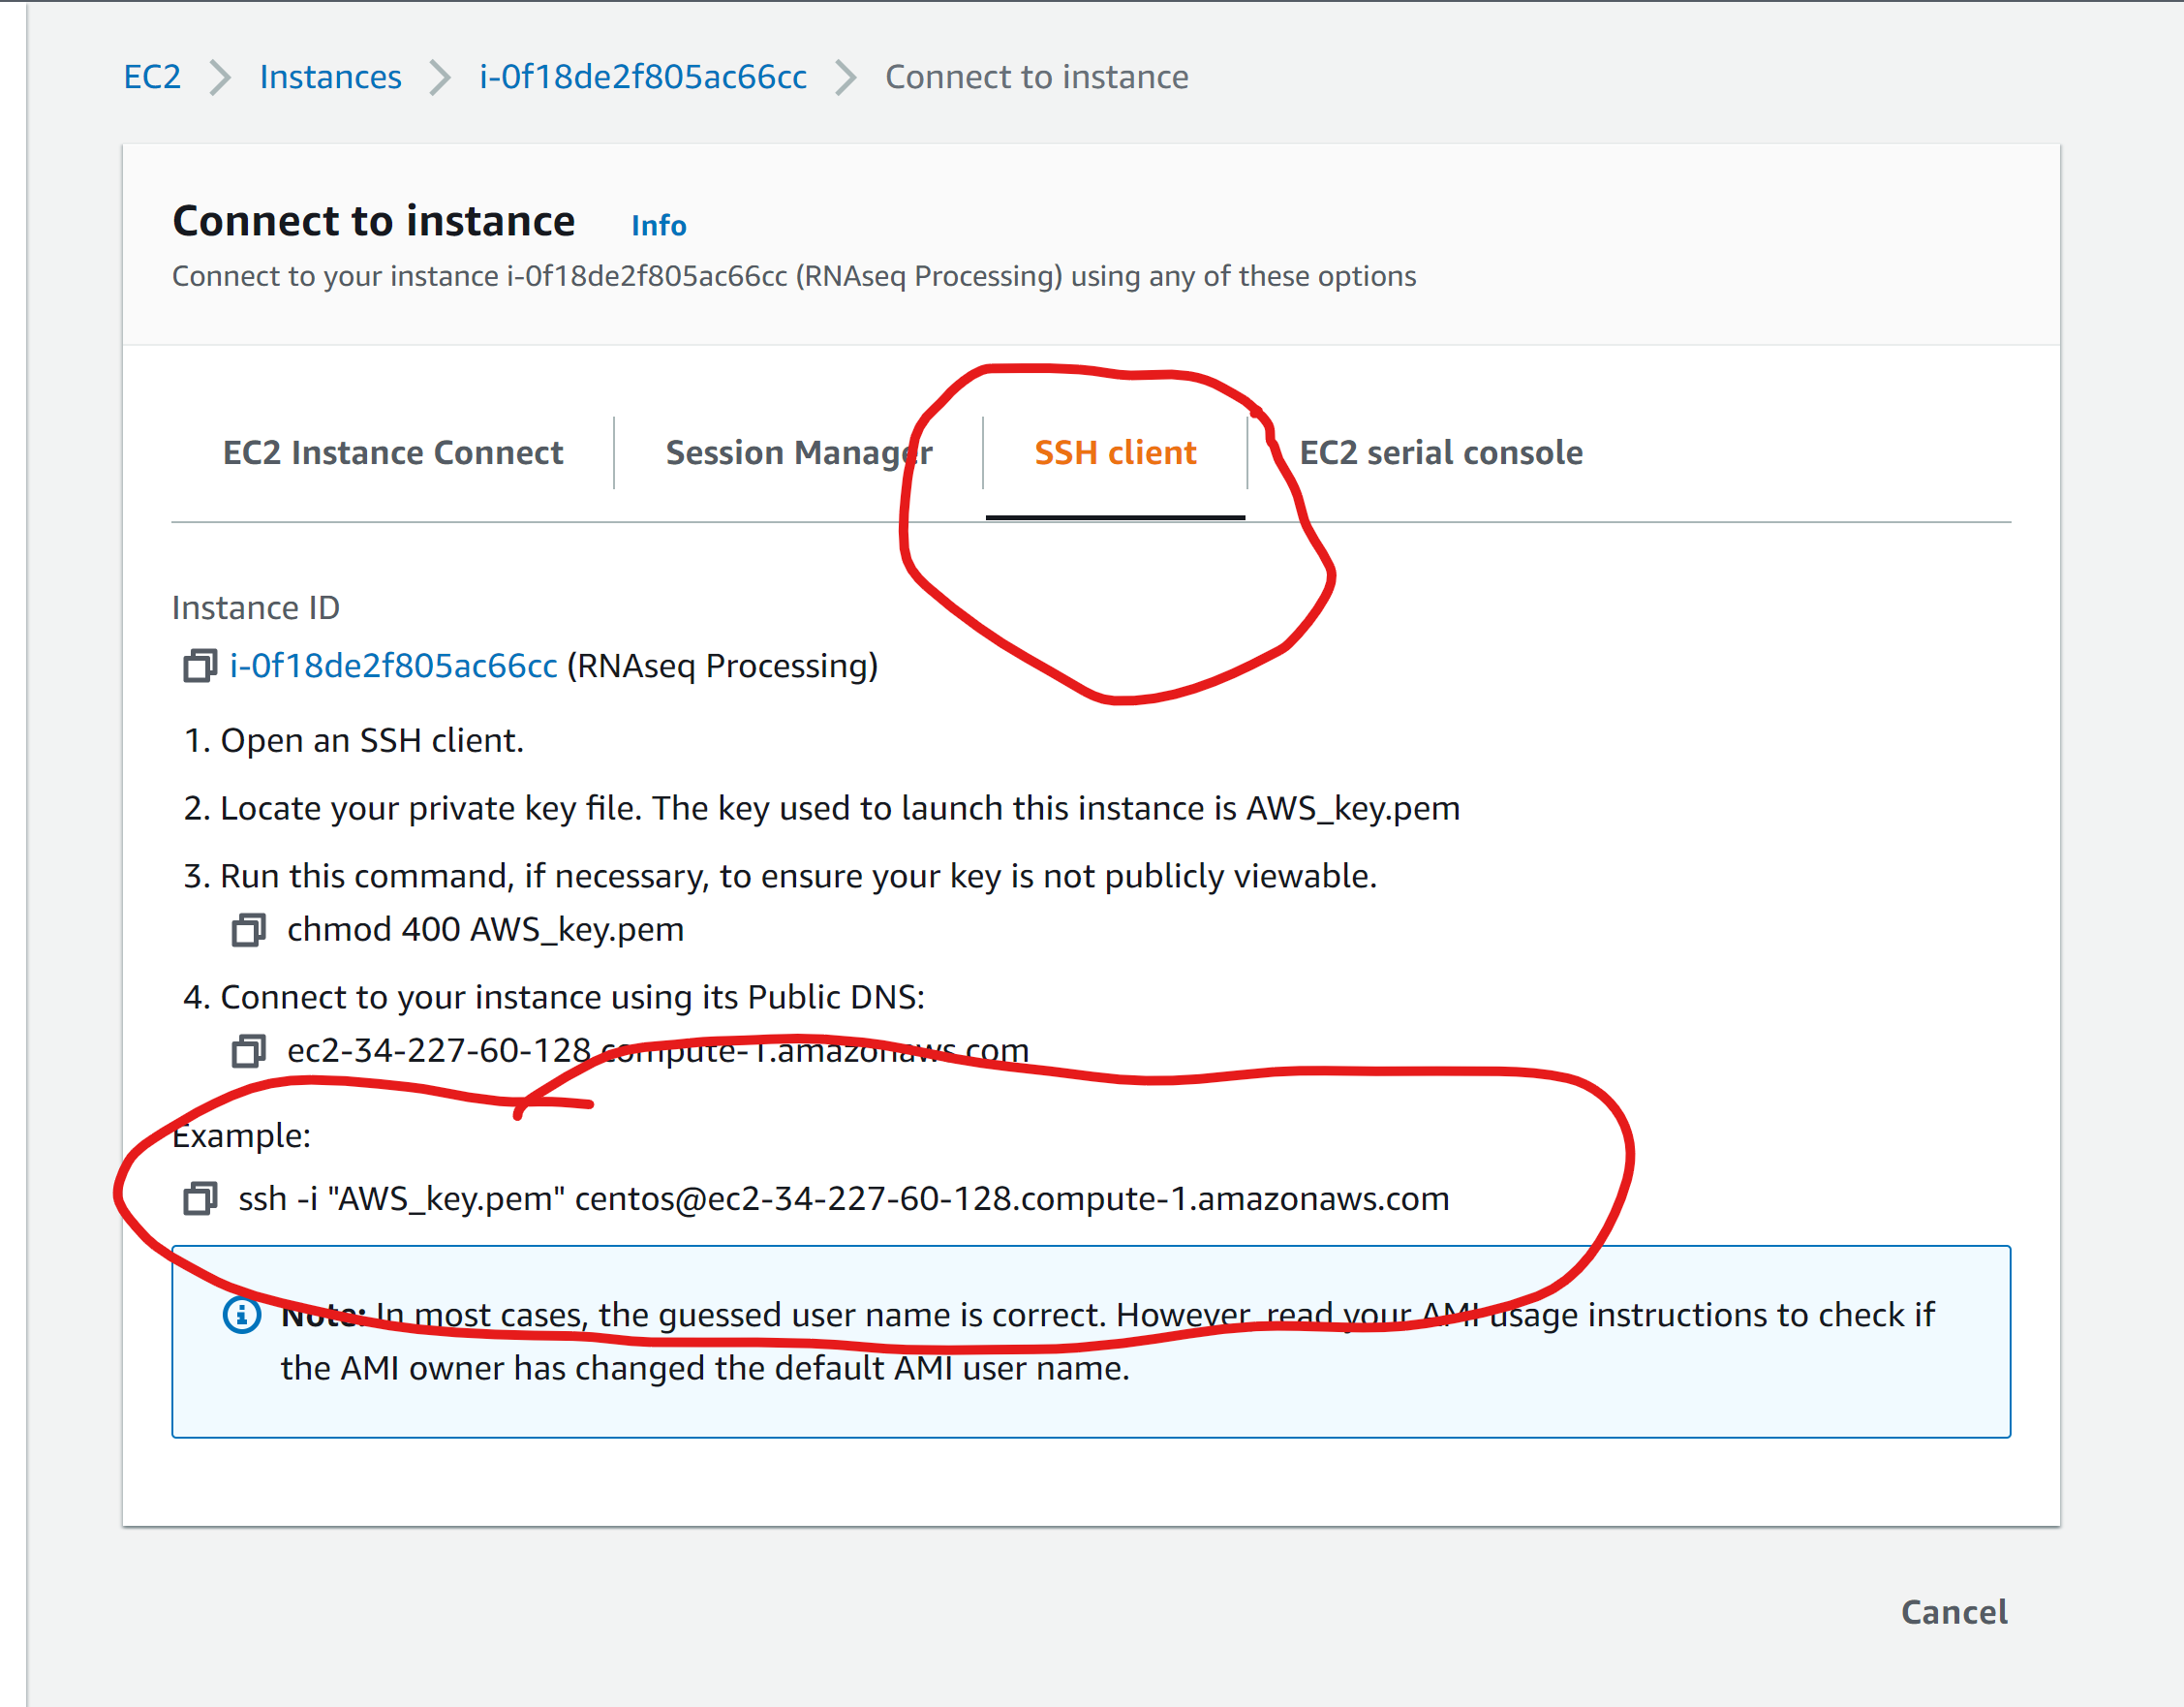 EC2 > Instances > i-0f18de2f805ac66cc > Connect to instance
Connect to instance Info
Connect to your instance i-0f18de2f805ac66cc (RNAseq Processing) using any of these options
EC2 Instance Connect Session Manager SSH client EC2 serial console
Instance ID
i-0f18de2f805ac66cc (RNAseq Processing)
1. Open an SSH client.
2. Locate your private key file. The key used to launch this instance is AWS_key.pem
3. Run this command, if necessary, to ensure your key is not publicly viewable.
chmod 400 AWS_key.pem
4. Connect to your instance using its Public DNS:
ec2-34-227-60-128.compute-1.amazonaws.com
Example:
ssh -i "AWS_key.pem" centos@ec2-34-227-60-128.compute-1.amazonaws.com
Note: In most cases, the guessed user name is correct. However, read your AMI usage instructions to check if
the AMI owner has changed the default AMI user name.
Cancel